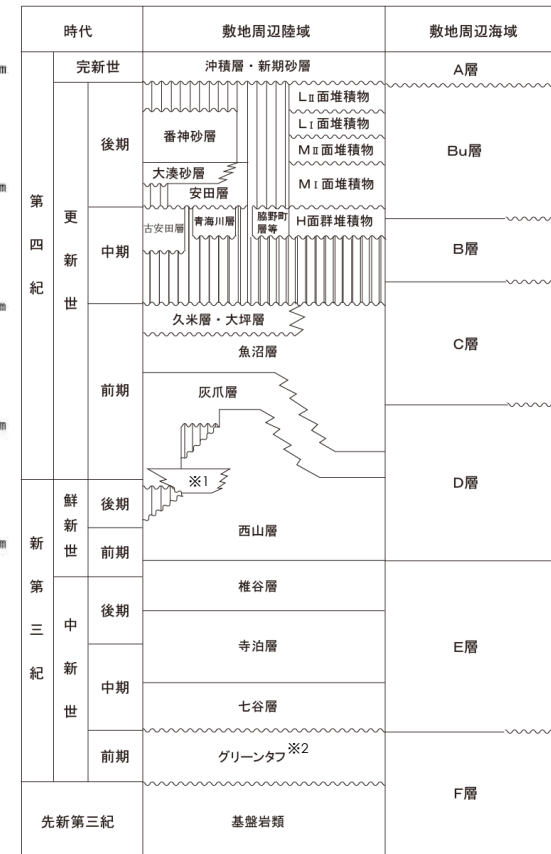 時代 敷地周辺陸域 敷地周辺海域
第四紀
更新世
完新世 沖積層・新期砂層 A層
後期
LⅡ面堆積物
LⅠ面堆積物
番神砂層
MⅡ面堆積物
Bu層
大湊砂層
MⅠ面堆積物
安田層
中期
古安田層
青海川層
脇野町層等
H面群堆積物
B層
前期
久米層・大坪層
魚沼層
C層
灰爪層
※1
D層
新第三紀
鮮新世
後期
前期
西山層
中新世
後期
椎谷層
寺泊層
E層
中期
七谷層
前期
グリーンタフ※2
F層
先新第三紀 基盤岩類